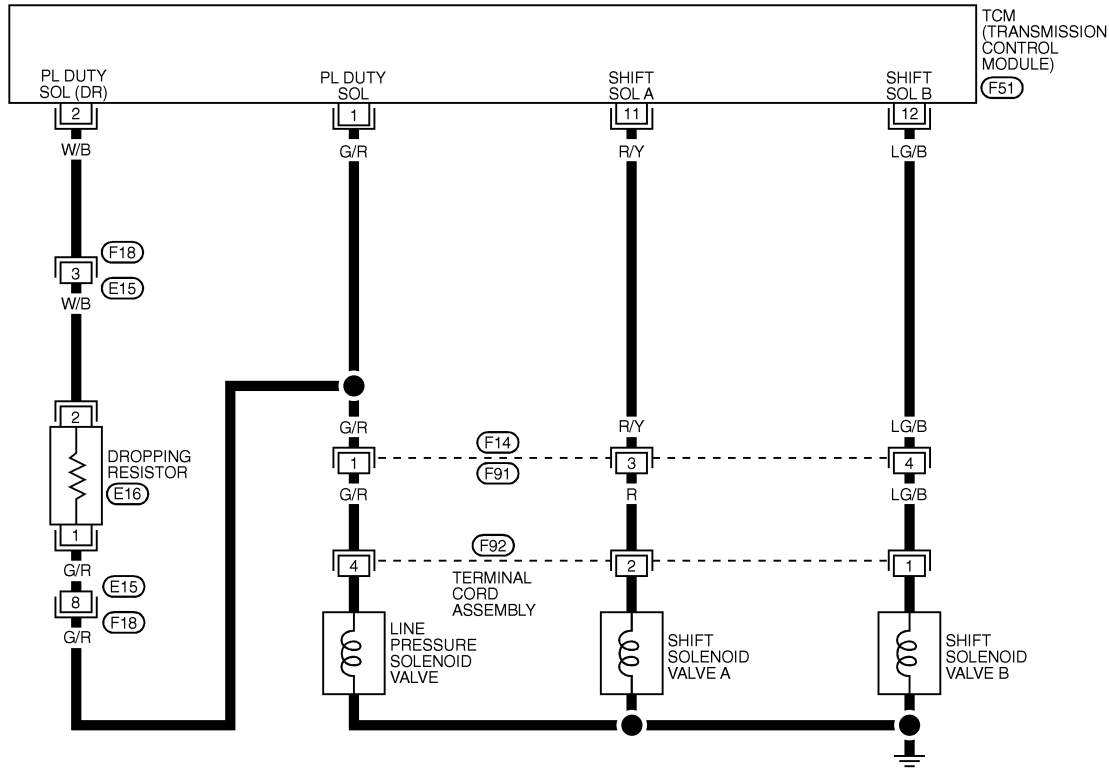 TCM
(TRANSMISSION
CONTROL
MODULE)
F51
PL DUTY
SOL (DR)
PL DUTY
SOL
SHIFT
SOL A
SHIFT
SOL B
2
1
11
12
W/B
G/R
R/Y
LG/B
F18
3
E15
W/B
2
DROPPING
RESISTOR
E16
1
G/R
E15
8
F18
G/R
G/R
R/Y
LG/B
F14
1
3
4
F91
G/R
R
LG/B
F92
4
2
1
TERMINAL
CORD
ASSEMBLY
LINE
PRESSURE
SOLENOID
VALVE
SHIFT
SOLENOID
VALVE A
SHIFT
SOLENOID
VALVE B